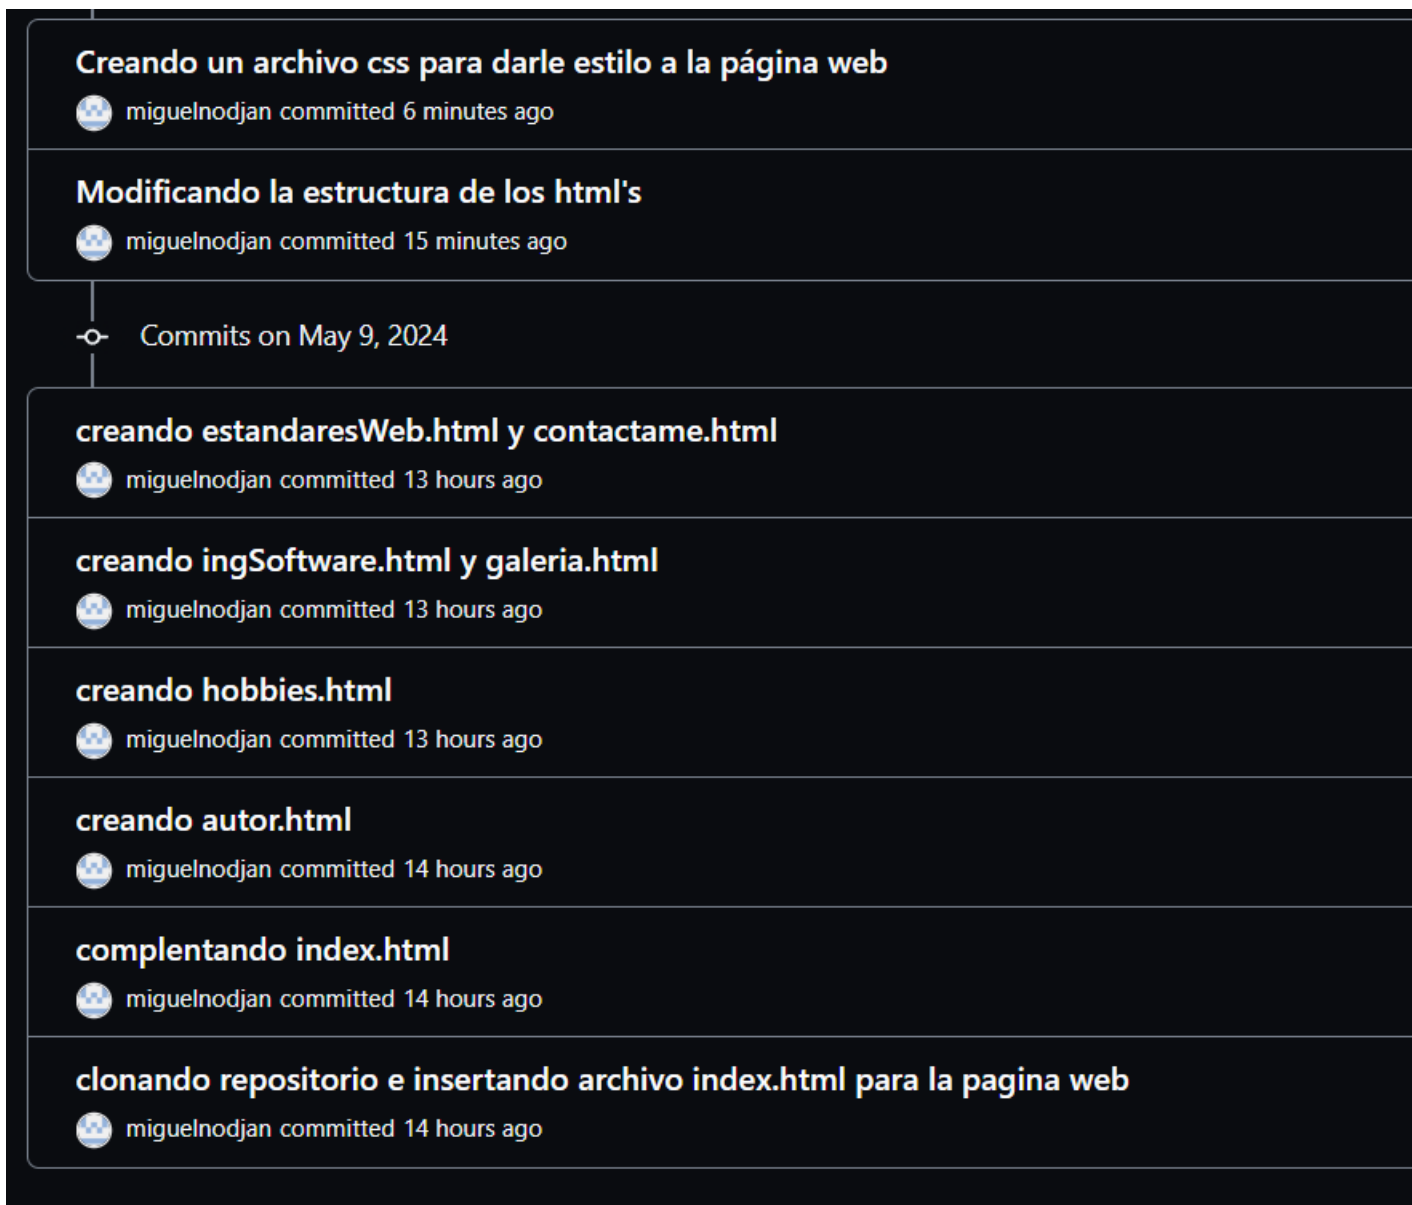 Creando un archivo css para darle estilo a la página web
miguelnodjan committed 6 minutes ago
Modificando la estructura de los html's
miguelnodjan committed 15 minutes ago
Commits on May 9, 2024
creando estandaresWeb.html y contactame.html
miguelnodjan committed 13 hours ago
creando ingSoftware.html y galeria.html
miguelnodjan committed 13 hours ago
creando hobbies.html
miguelnodjan committed 13 hours ago
creando autor.html
miguelnodjan committed 14 hours ago
complentando index.html
miguelnodjan committed 14 hours ago
clonando repositorio e insertando archivo index.html para la pagina web
miguelnodjan committed 14 hours ago